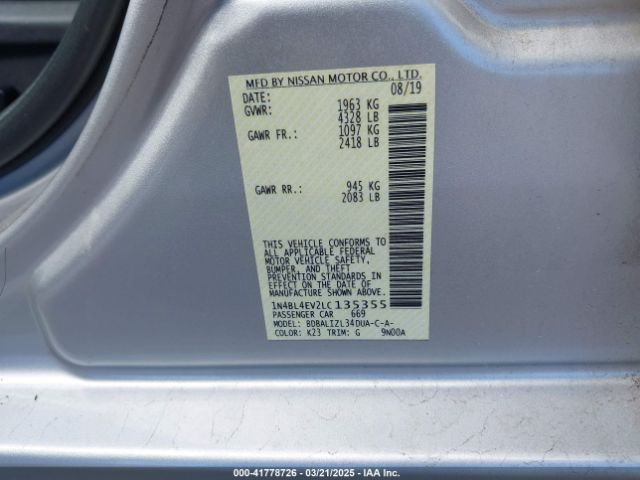 MFD BY NISSAN MOTOR CO., LTD.
DATE: 08/19
GVWR: 1963 KG
4328 LB
GAWR FR.: 1097 KG
2418 LB
GAWR RR.: 945 KG
2083 LB
THIS VEHICLE CONFORMS TO
ALL APPLICABLE FEDERAL
MOTOR VEHICLE SAFETY,
BUMPER, AND THEFT
PREVENTION STANDARDS IN
EFFECT ON THE DATE OF
MANUFACTURE SHOWN ABOVE.
1N4BL4EV2LC135355
PASSENGER CAR 669
MODEL: BDBALIZL34DUA-C-A-
COLOR: K23 TRIM: G 9N00A
000-41778726 - 03/21/2025 - IAA Inc.